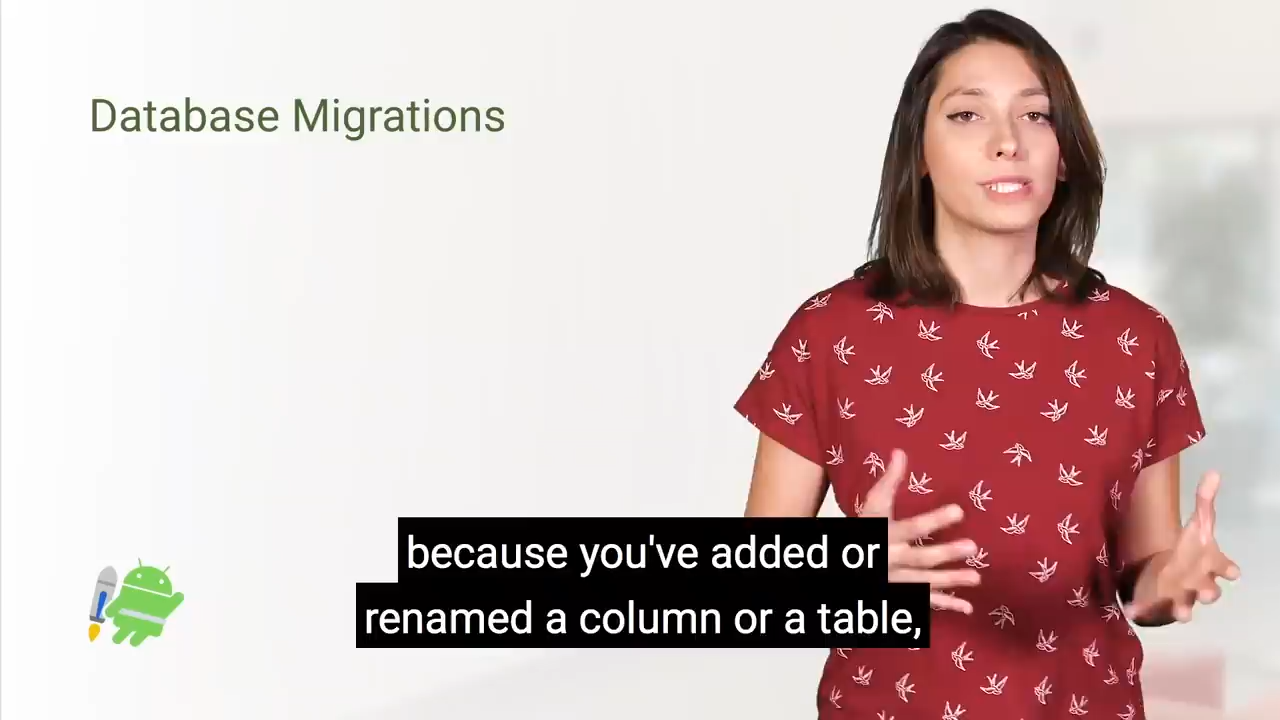 Database Migrations
because you've added or
renamed a column or a table,